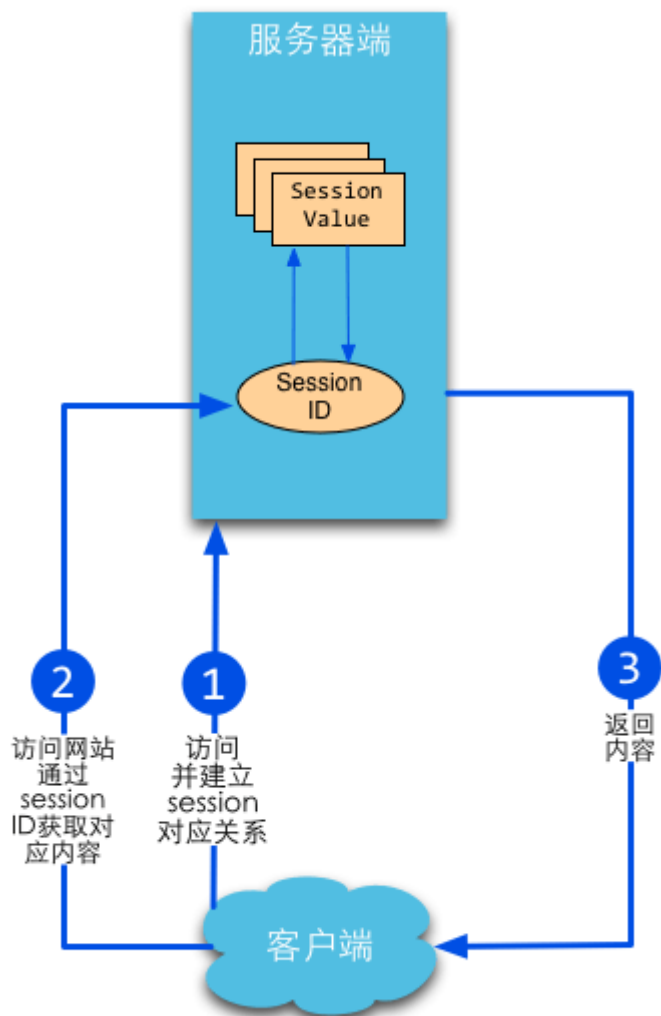 服务器端
Session
Value
Session
ID
2
访问网站
通过
session
ID获取对
应内容
1
访问
并建立
session
对应关系
3
返回
内容
客户端